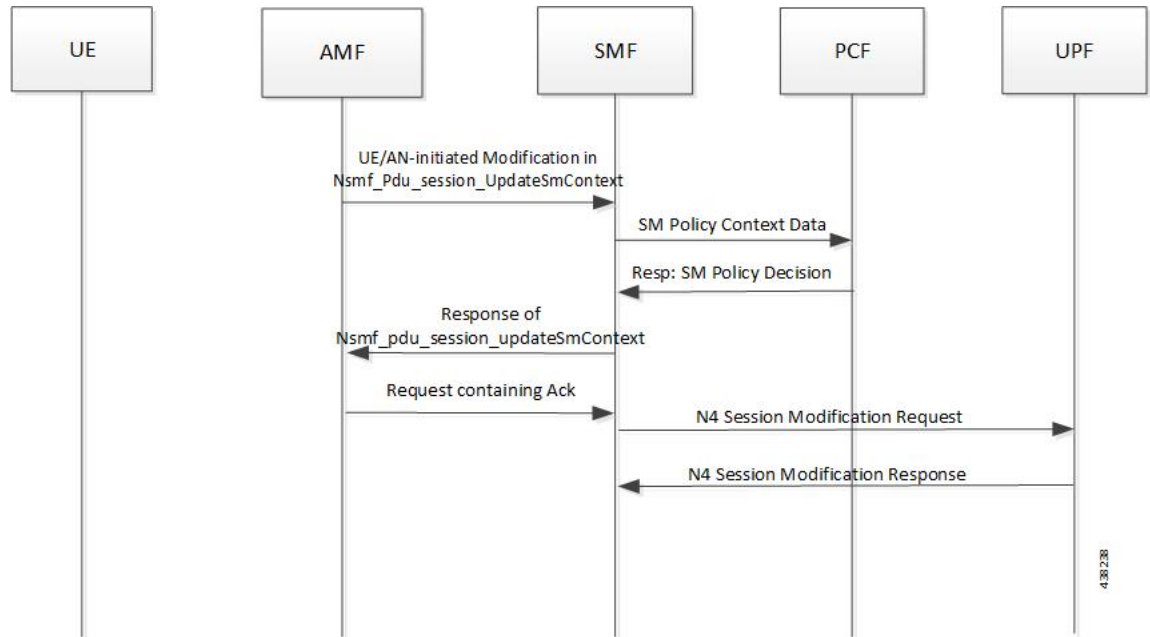 UE
AMF
SMF
PCF
UPF
UE/AN-initiated Modification in
Nsmf_Pdu_session_UpdateSmContext
SM Policy Context Data
Resp: SM Policy Decision
Response of
Nsmf_pdu_session_updateSmContext
Request containing Ack
N4 Session Modification Request
N4 Session Modification Response
438238